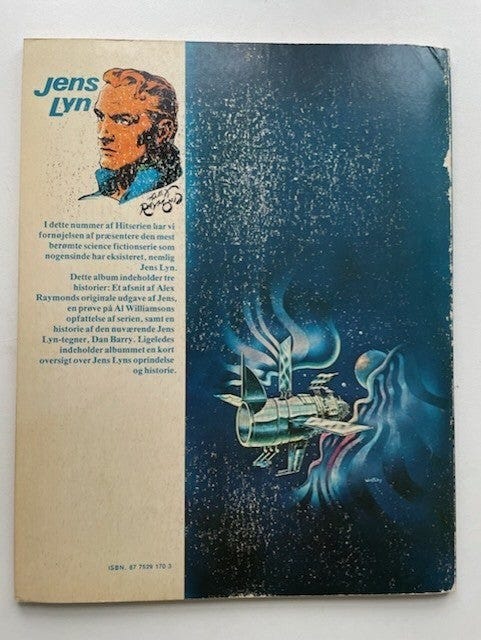 Jens
Lyn
I dette nummer af Hitserien har vi
fornøjelsen af præsentere den mest
berømte science fictionserie som
nogensinde har eksisteret, nemlig
Jens Lyn.
Dette album indeholder tre
historier: Et afsnit af Alex
Raymonds originale udgave af Jens,
en prøve på Al Williamsons
opfattelse af serien, samt en
historie af den nuværende Jens
Lyn-tegner, Dan Barry. Ligeledes
indeholder albummet en kort
oversigt over Jens Lyns oprindelse
og historie.
ISBN. 87 7529 170 3